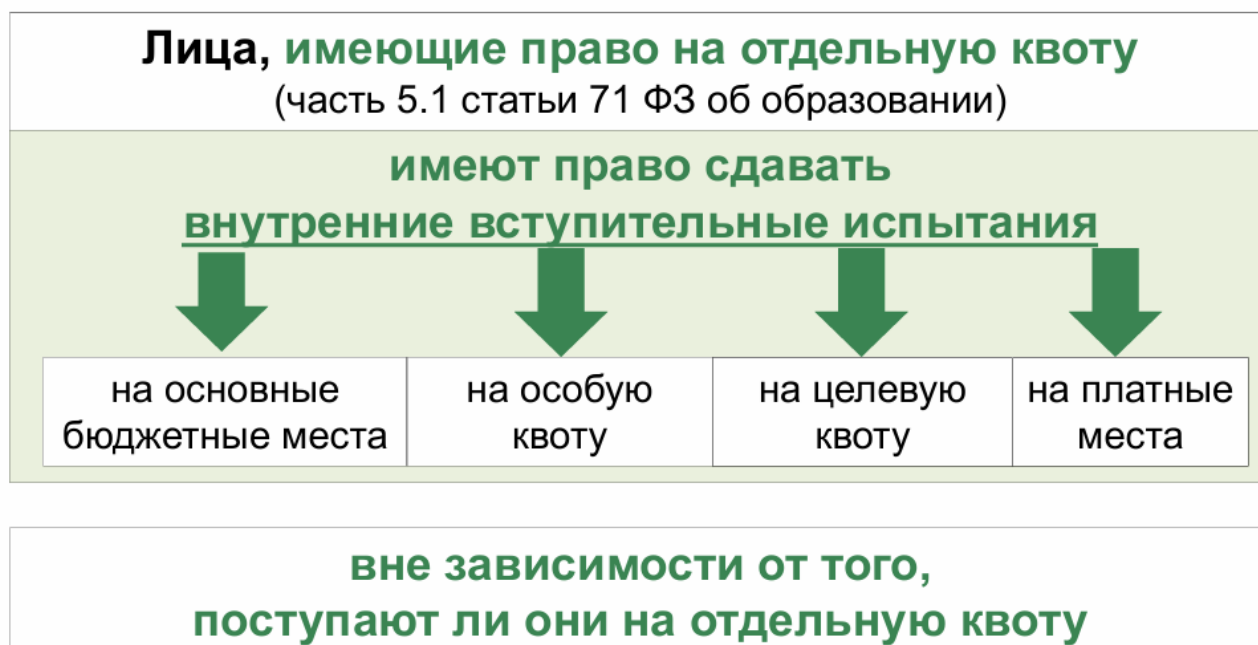 Лица, имеющие право на отдельную квоту
(часть 5.1 статьи 71 ФЗ об образовании)
имеют право сдавать
внутренние вступительные испытания
на основные
бюджетные места
на особую
квоту
на целевую
квоту
на платные
места
вне зависимости от того,
поступают ли они на отдельную квоту